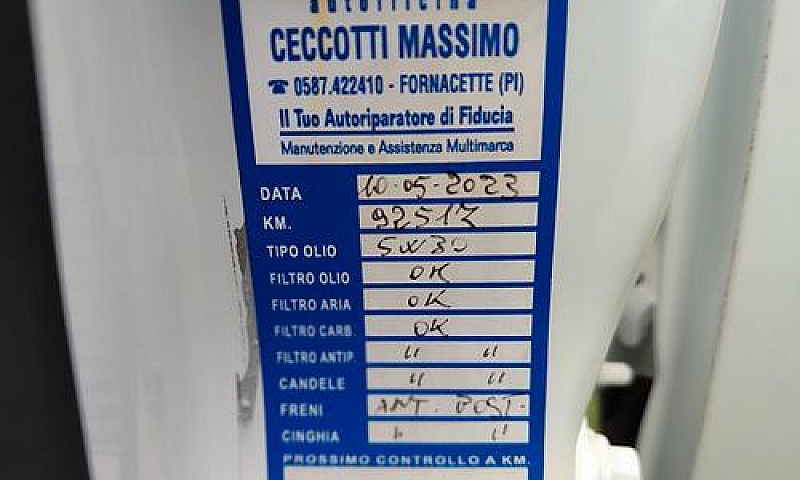 autofficina
CECCOTTI MASSIMO
☎ 0587.422410 - FORNACETTE (PI)
Il Tuo Autoriparatore di Fiducia
Manutenzione e Assistenza Multimarca
DATA 10-05-2023
KM. 92517
TIPO OLIO 5W30
FILTRO OLIO OK
FILTRO ARIA OK
FILTRO CARB. OK
FILTRO ANTIP " "
CANDELE " "
FRENI ANT. POST.
CINGHIA " "
PROSSIMO CONTROLLO A KM.